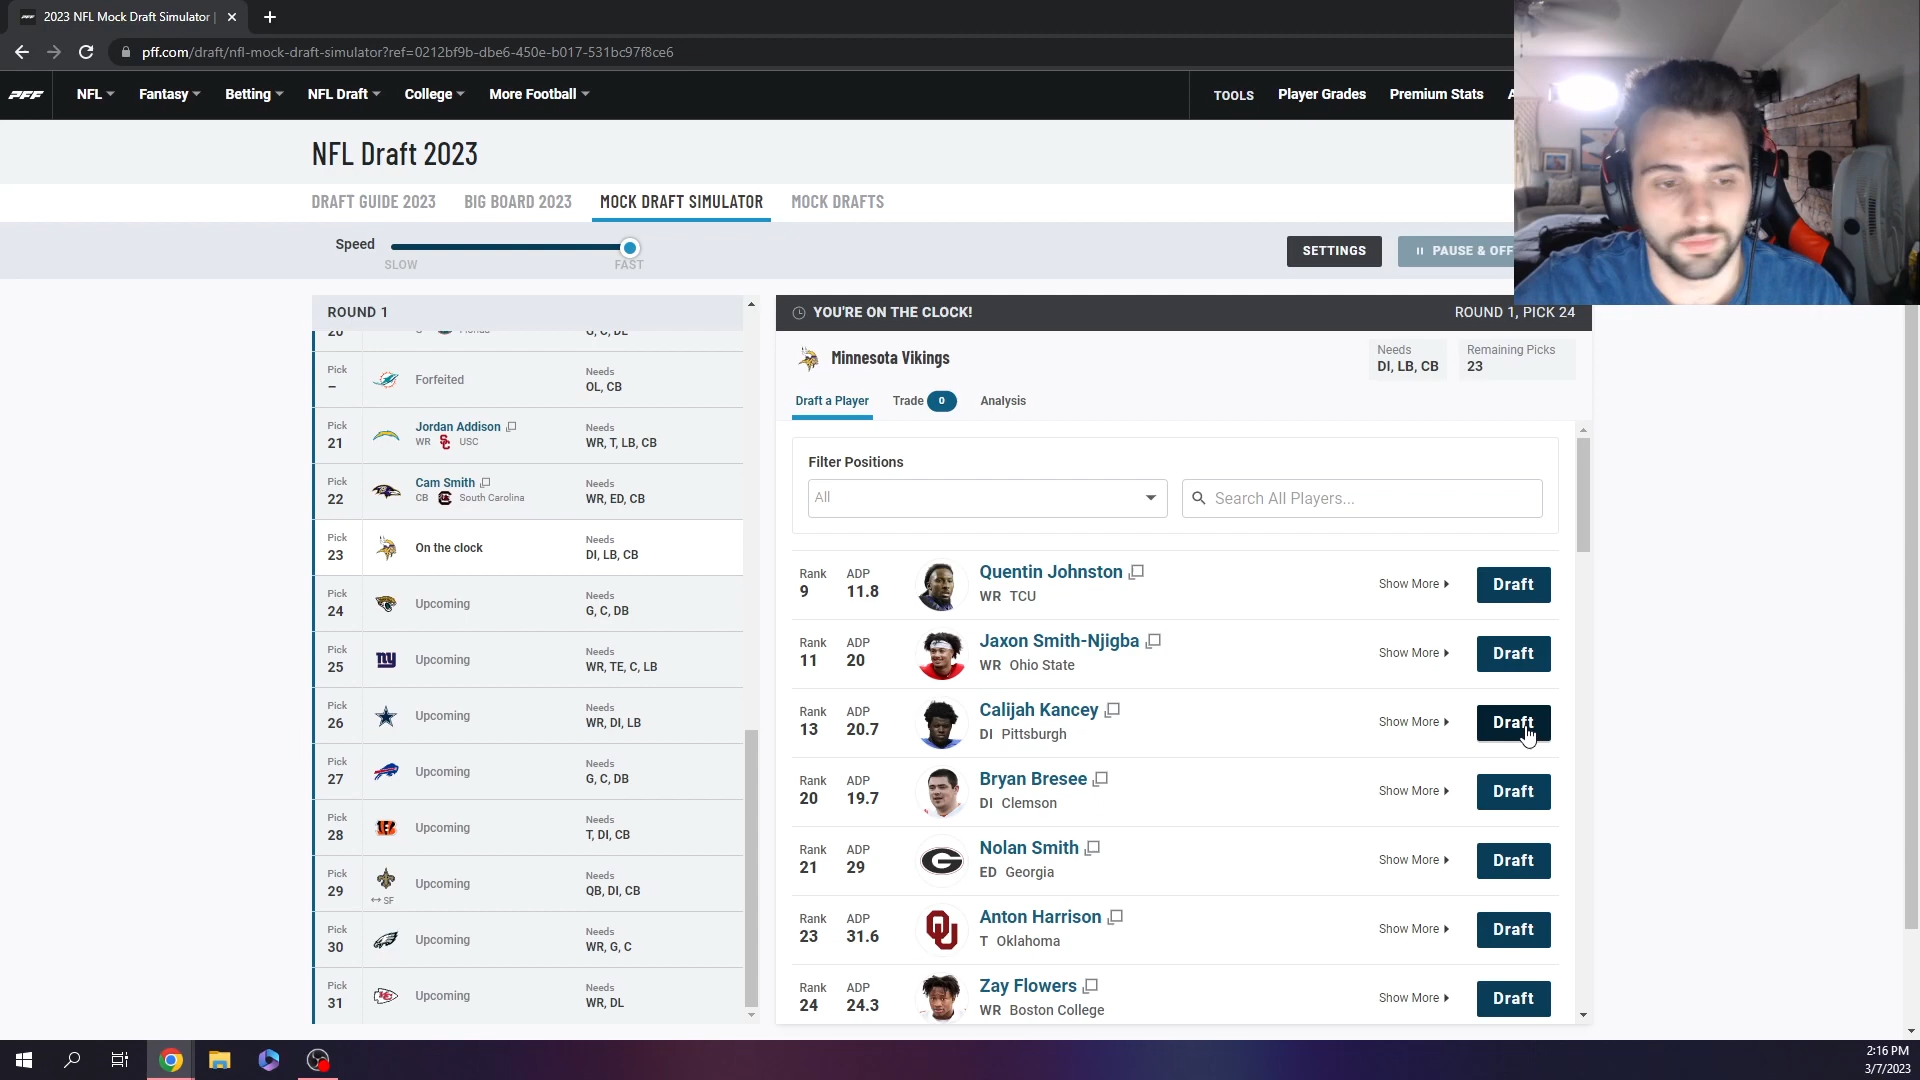 2023 NFL Mock Draft Simulator |
pff.com/draft/nfl-mock-draft-simulator?ref=0212bf9b-dbe6-450e-b017-531bc97f8ce6
PFF
NFL
Fantasy
Betting
NFL Draft
College
More Football
TOOLS
Player Grades
Premium Stats
NFL Draft 2023
DRAFT GUIDE 2023
BIG BOARD 2023
MOCK DRAFT SIMULATOR
MOCK DRAFTS
Speed
SLOW
FAST
SETTINGS
PAUSE & OFF
ROUND 1
20
G, C, DL
Pick
–
Forfeited
Needs
OL, CB
Pick
21
Jordan Addison
WR USC
Needs
WR, T, LB, CB
Pick
22
Cam Smith
CB South Carolina
Needs
WR, ED, CB
Pick
23
On the clock
Needs
DI, LB, CB
Pick
24
Upcoming
Needs
G, C, DB
Pick
25
Upcoming
Needs
WR, TE, C, LB
Pick
26
Upcoming
Needs
WR, DI, LB
Pick
27
Upcoming
Needs
G, C, DB
Pick
28
Upcoming
Needs
T, DI, CB
Pick
29
↔ SF
Upcoming
Needs
QB, DI, CB
Pick
30
Upcoming
Needs
WR, G, C
Pick
31
Upcoming
Needs
WR, DL
YOU'RE ON THE CLOCK!
ROUND 1, PICK 24
Minnesota Vikings
Needs
DI, LB, CB
Remaining Picks
23
Draft a Player
Trade 0
Analysis
Filter Positions
All
Search All Players...
Rank ADP
9 11.8
Quentin Johnston
WR TCU
Show More
Draft
Rank ADP
11 20
Jaxon Smith-Njigba
WR Ohio State
Show More
Draft
Rank ADP
13 20.7
Calijah Kancey
DI Pittsburgh
Show More
Draft
Rank ADP
20 19.7
Bryan Bresee
DI Clemson
Show More
Draft
Rank ADP
21 29
Nolan Smith
ED Georgia
Show More
Draft
Rank ADP
23 31.6
Anton Harrison
T Oklahoma
Show More
Draft
Rank ADP
24 24.3
Zay Flowers
WR Boston College
Show More
Draft
2:16 PM
3/7/2023